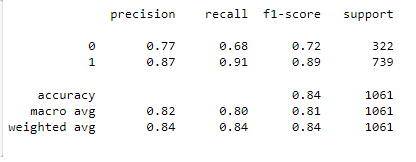 precision recall f1-score support
0 0.77 0.68 0.72 322
1 0.87 0.91 0.89 739
accuracy 0.84 1061
macro avg 0.82 0.80 0.81 1061
weighted avg 0.84 0.84 0.84 1061